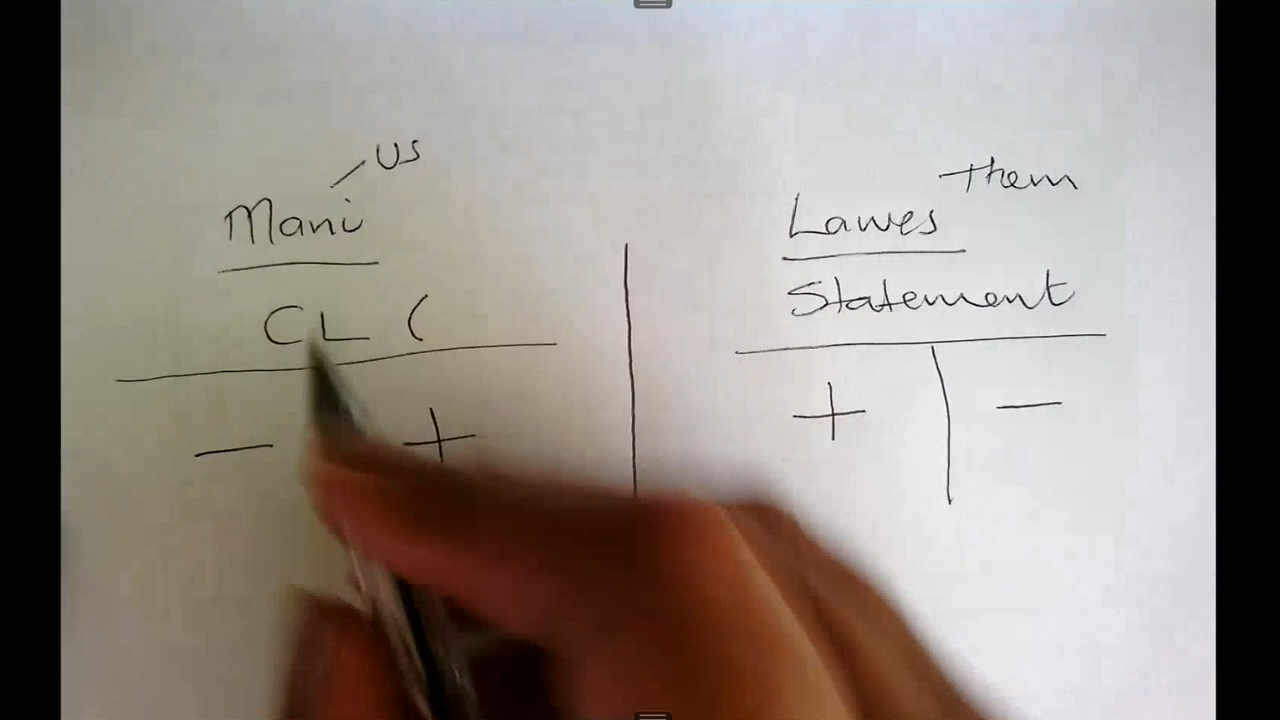 us
Mani
CL (
- +
Them
Lawes
Statement
+ -